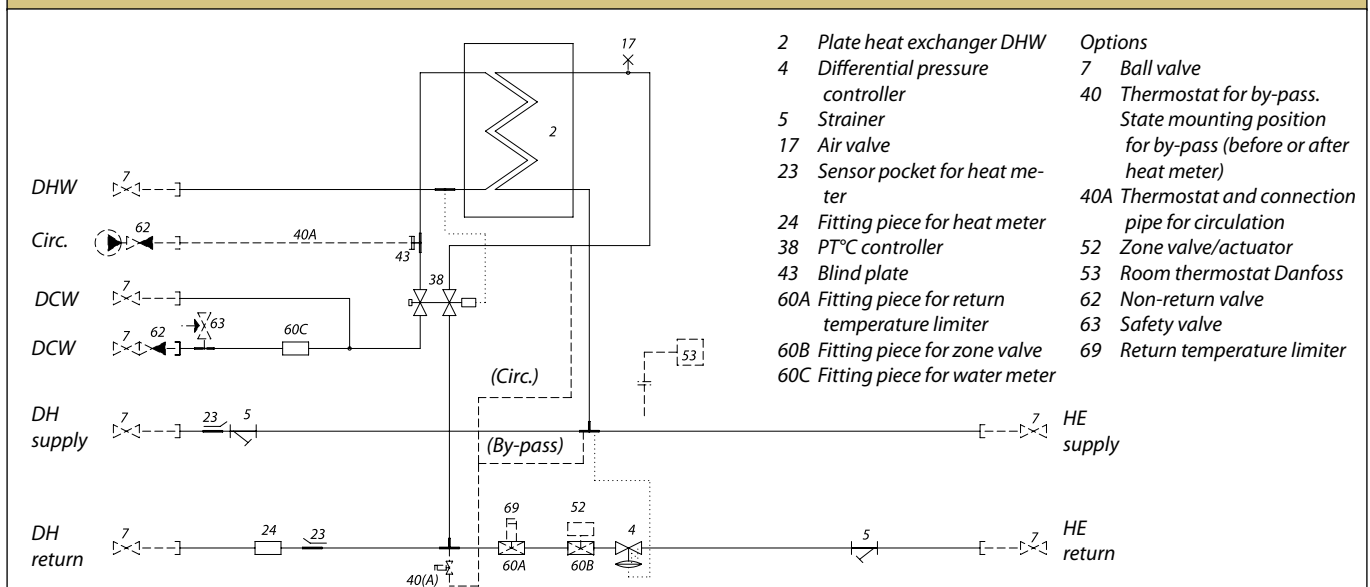 17
2
DHW
7
Circ.
62
40A
43
38
DCW
7
DCW
7
62
63
60C
53
(Circ.)
DH
supply
7
23
5
(By-pass)
7
HE
supply
DH
return
7
24
23
69
60A
52
60B
4
5
7
HE
return
40(A)
2 Plate heat exchanger DHW
4 Differential pressure
controller
5 Strainer
17 Air valve
23 Sensor pocket for heat me-
ter
24 Fitting piece for heat meter
38 PT°C controller
43 Blind plate
60A Fitting piece for return
temperature limiter
60B Fitting piece for zone valve
60C Fitting piece for water meter
Options
7 Ball valve
40 Thermostat for by-pass.
State mounting position
for by-pass (before or after
heat meter)
40A Thermostat and connection
pipe for circulation
52 Zone valve/actuator
53 Room thermostat Danfoss
62 Non-return valve
63 Safety valve
69 Return temperature limiter